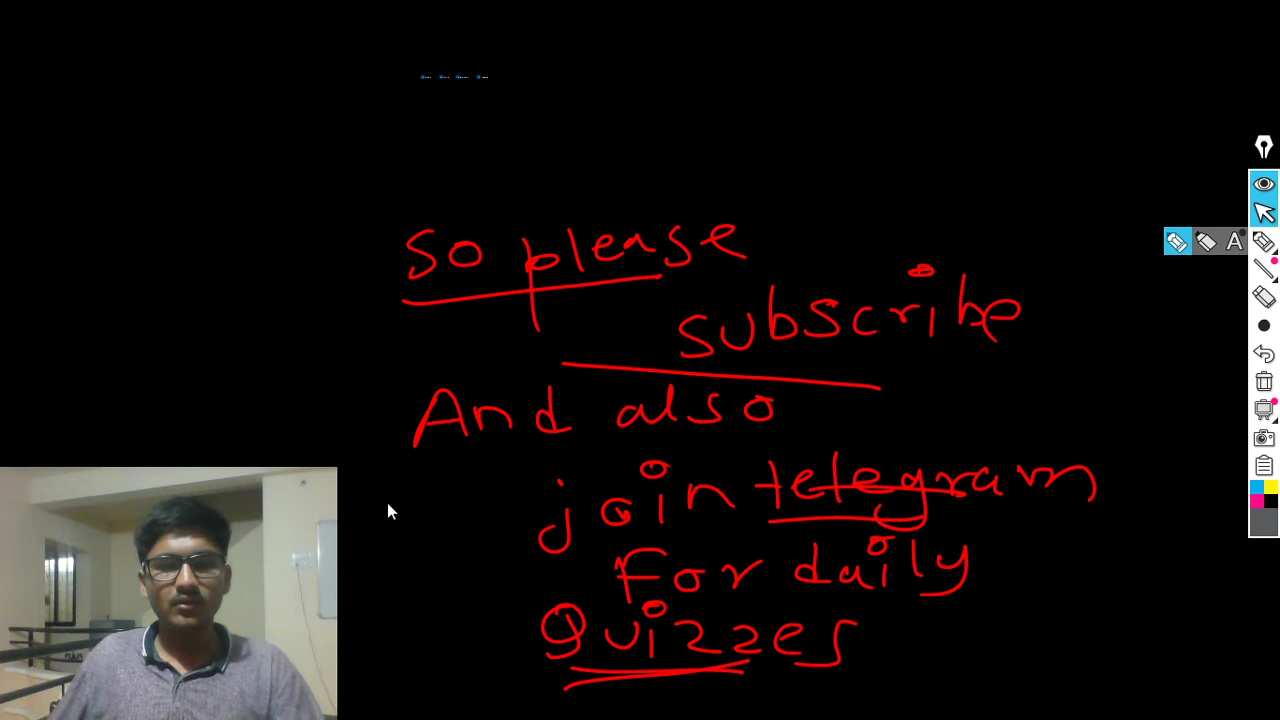 So please
subscribe
And also
join telegram
For daily
Quizzes
A